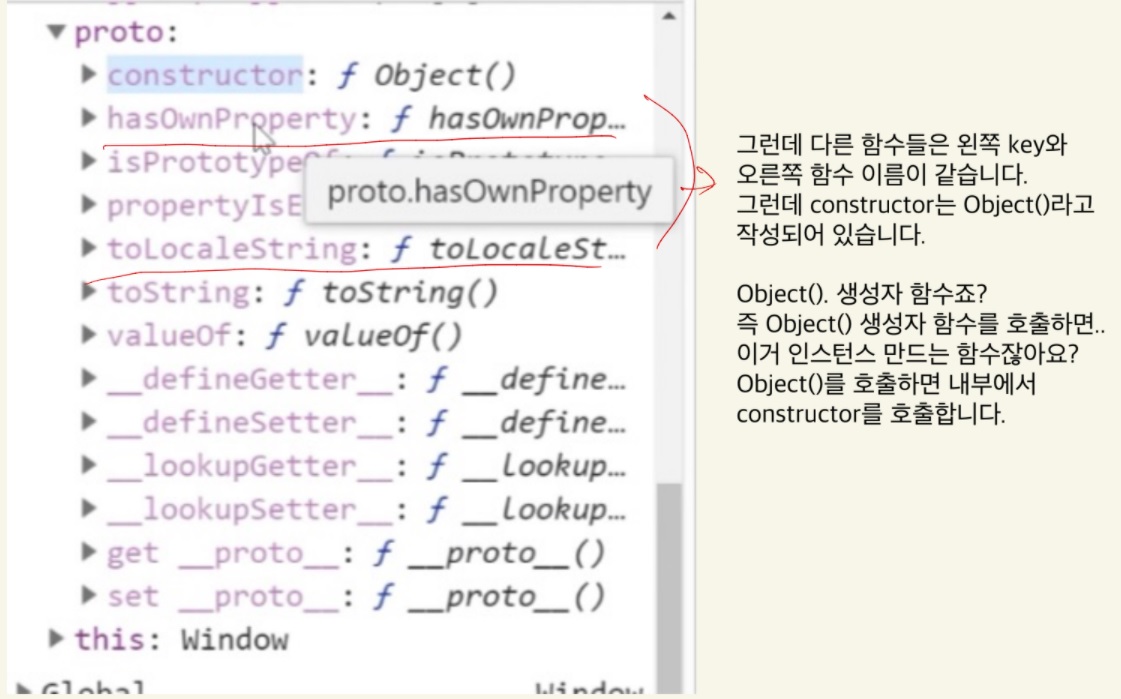 proto:
constructor: ƒ Object()
hasOwnProperty: ƒ hasOwnProp…
isPrototypeOf: ƒ isPrototype…
proto.hasOwnProperty
propertyIsE
toLocaleString: ƒ toLocaleSt…
toString: ƒ toString()
valueOf: ƒ valueOf()
__defineGetter__: ƒ __define…
__defineSetter__: ƒ __define…
__lookupGetter__: ƒ __lookup…
__lookupSetter__: ƒ __lookup…
get __proto__: ƒ __proto__()
set __proto__: ƒ __proto__()
this: Window
Global Window
그런데 다른 함수들은 왼쪽 key와
오른쪽 함수 이름이 같습니다.
그런데 constructor는 Object()라고
작성되어 있습니다.
Object(). 생성자 함수죠?
즉 Object() 생성자 함수를 호출하면..
이거 인스턴스 만드는 함수잖아요?
Object()를 호출하면 내부에서
constructor를 호출합니다.